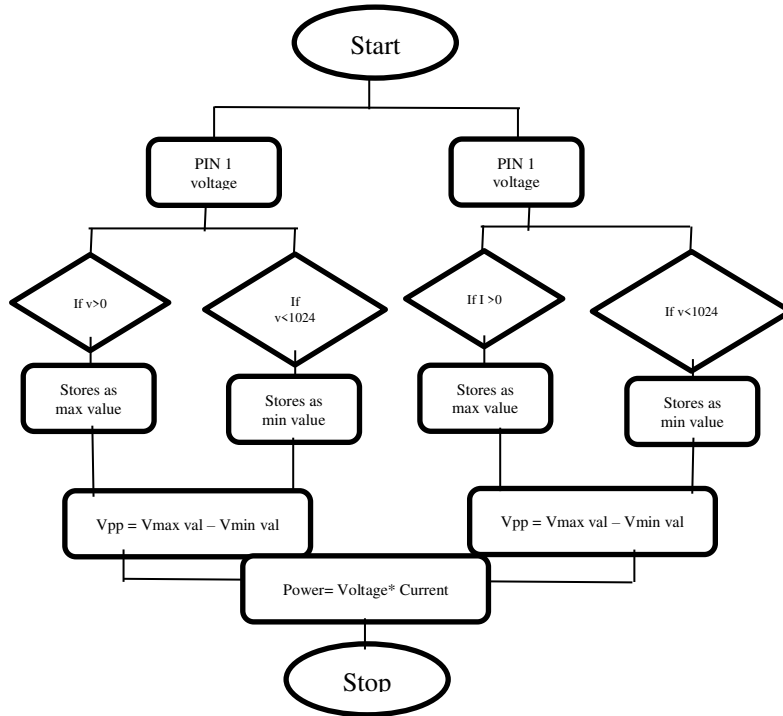 Start
PIN 1
voltage
PIN 1
voltage
If v>0
If
v<1024
If I >0
If v<1024
Stores as
max value
Stores as
min value
Stores as
max value
Stores as
min value
Vpp = Vmax val – Vmin val
Vpp = Vmax val – Vmin val
Power= Voltage* Current
Stop